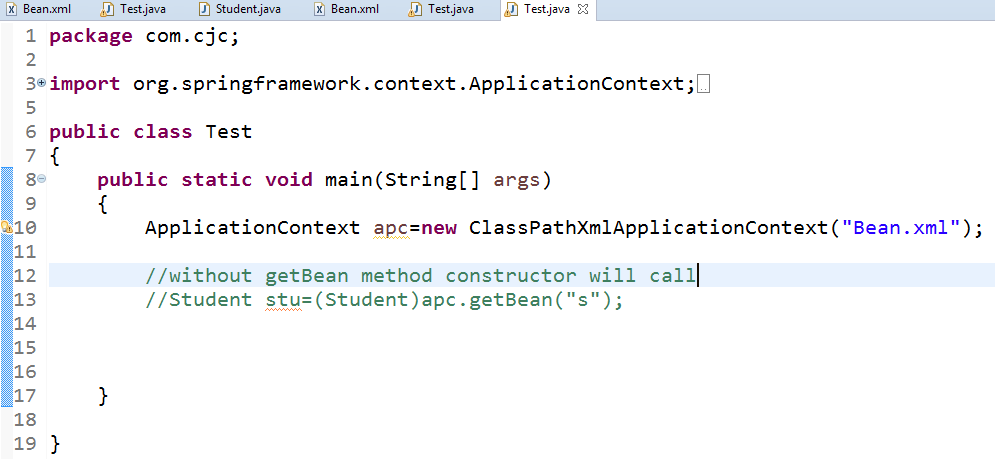 Bean.xml Test.java Student.java Bean.xml Test.java Test.java
1 package com.cjc;
2
3 import org.springframework.context.ApplicationContext;
5
6 public class Test
7 {
8 public static void main(String[] args)
9 {
10 ApplicationContext apc=new ClassPathXmlApplicationContext("Bean.xml");
11
12 //without getBean method constructor will call
13 //Student stu=(Student)apc.getBean("s");
14
15
16
17 }
18
19 }